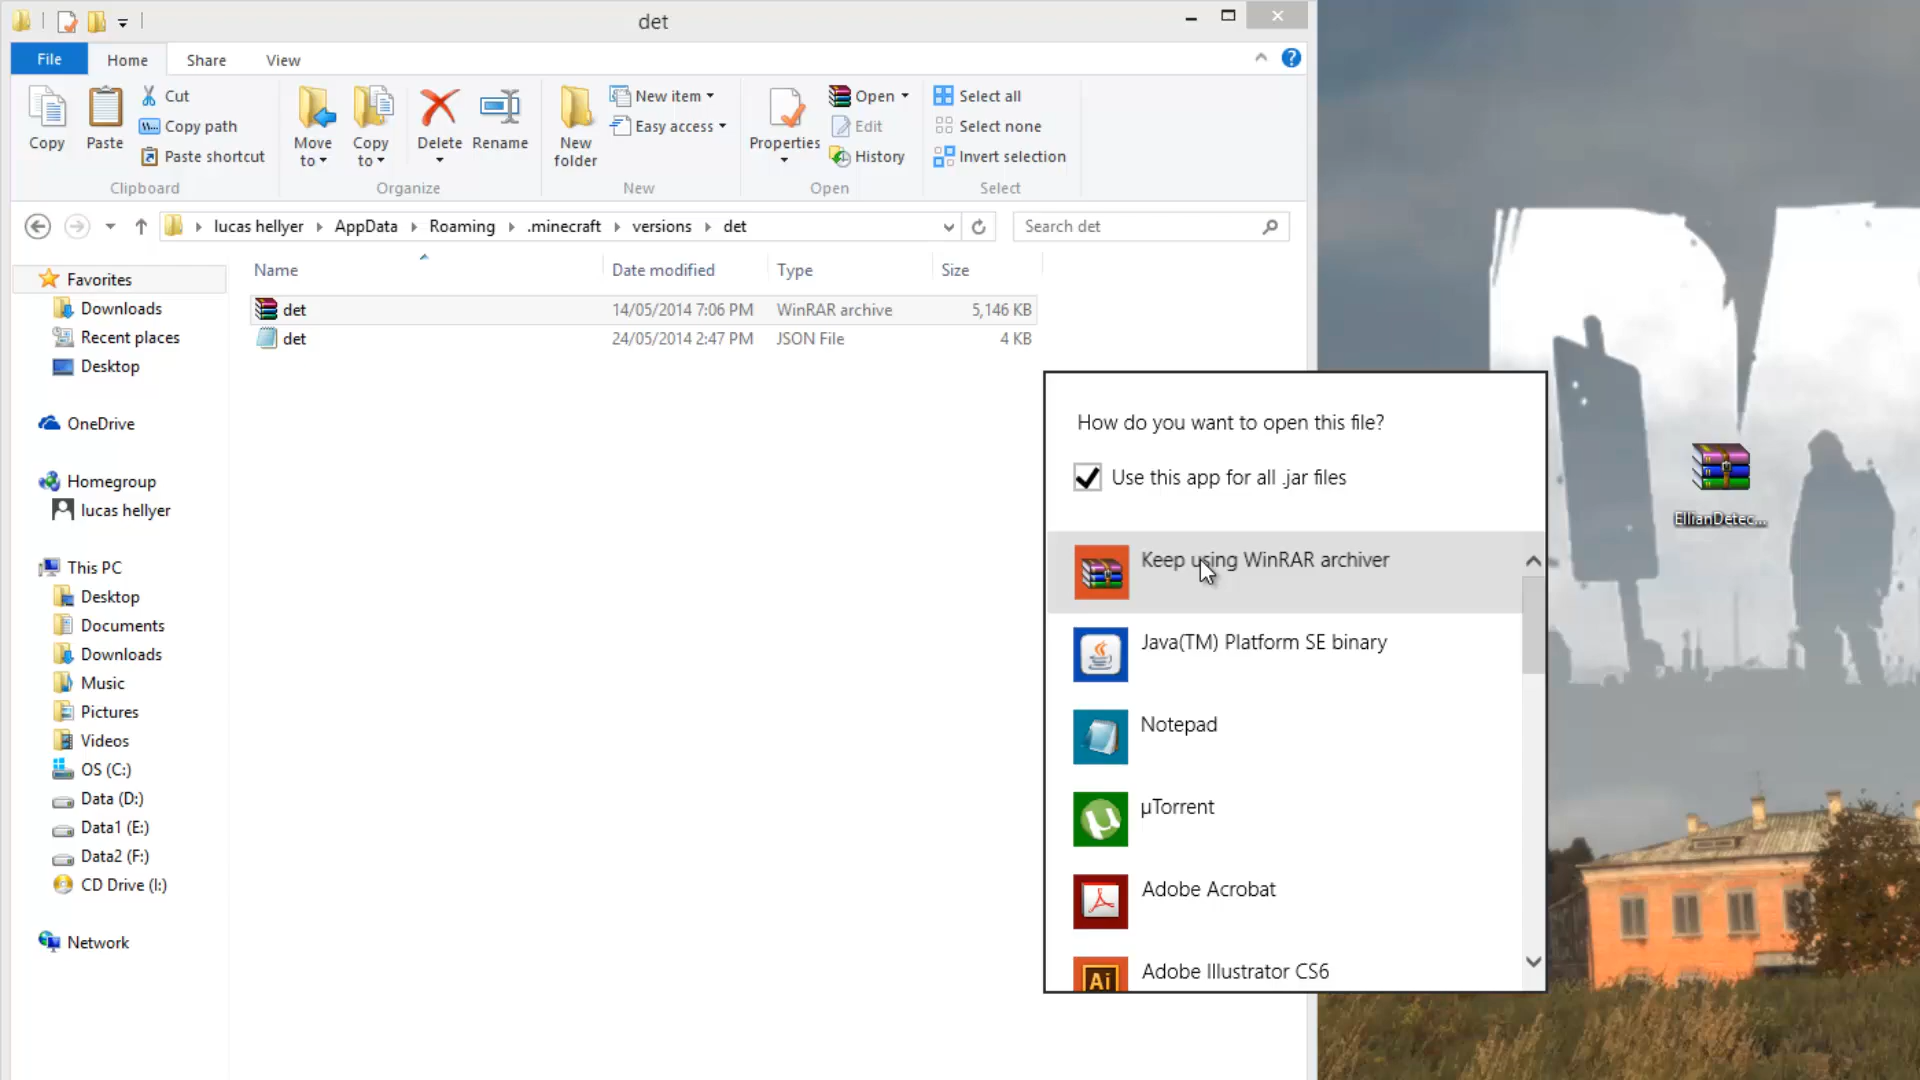 det
File
Home
Share
View
Copy
Paste
Cut
Copy path
Paste shortcut
Clipboard
Move to
Copy to
Delete
Rename
Organize
New folder
New item
Easy access
New
Properties
Open
Edit
History
Open
Select all
Select none
Invert selection
Select
lucas hellyer
AppData
Roaming
.minecraft
versions
det
Search det
Name
Date modified
Type
Size
det
14/05/2014 7:06 PM
WinRAR archive
5,146 KB
det
24/05/2014 2:47 PM
JSON File
4 KB
Favorites
Downloads
Recent places
Desktop
OneDrive
Homegroup
lucas hellyer
This PC
Desktop
Documents
Downloads
Music
Pictures
Videos
OS (C:)
Data (D:)
Data1 (E:)
Data2 (F:)
CD Drive (I:)
Network
How do you want to open this file?
Use this app for all .jar files
Keep using WinRAR archiver
Java(TM) Platform SE binary
Notepad
µTorrent
Adobe Acrobat
Ai
Adobe Illustrator CS6
EllianDetec...